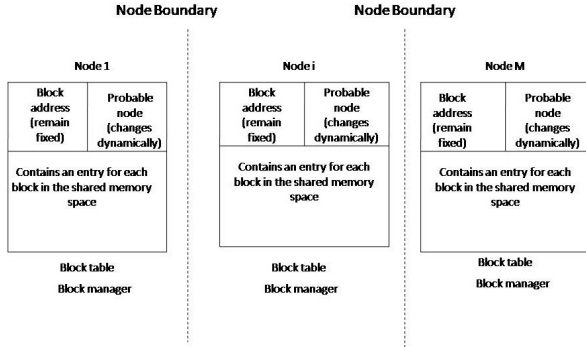 Node Boundary
Node Boundary
Node 1
Block
address
(remain
fixed)
Probable
node
(changes
dynamically)
Contains an entry for each
block in the shared memory
space
Block table
Block manager
Node i
Block
address
(remain
fixed)
Probable
node
(changes
dynamically)
Contains an entry for each
block in the shared memory
space
Block table
Block manager
Node M
Block
address
(remain
fixed)
Probable
node
(changes
dynamically)
Contains an entry for each
block in the shared memory
space
Block table
Block manager